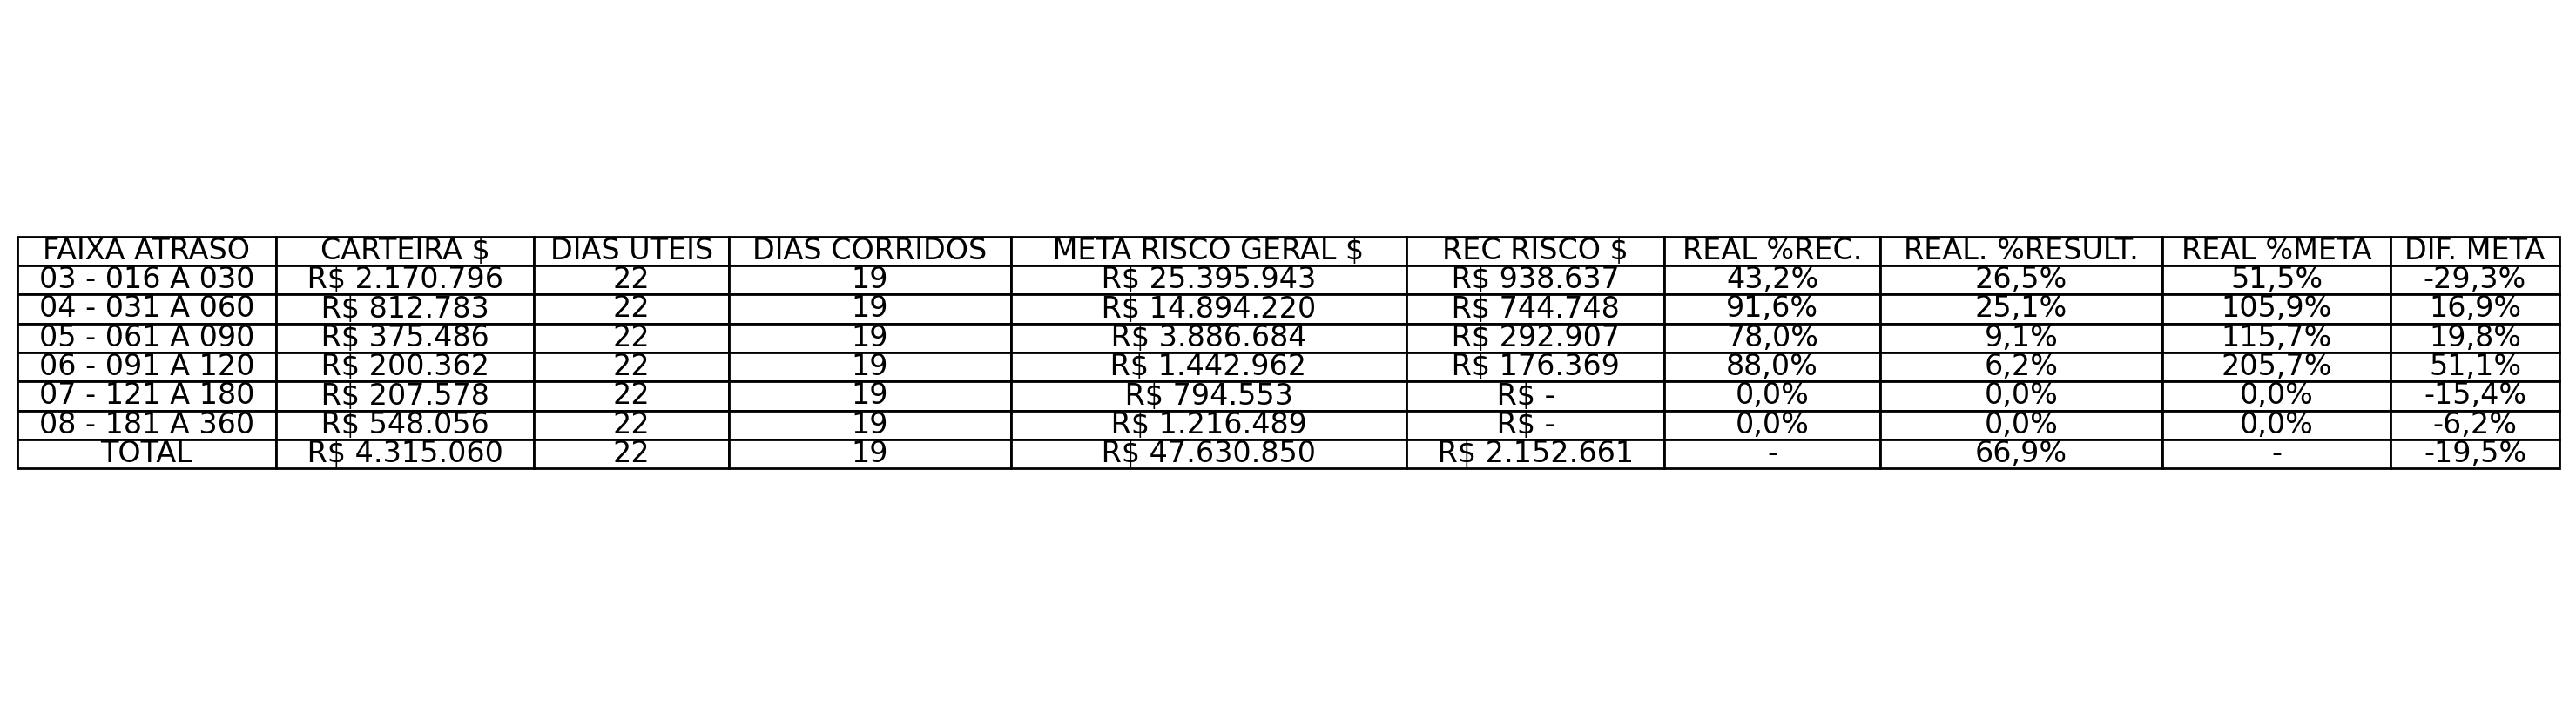 FAIXA ATRASO CARTEIRA $ DIAS UTEIS DIAS CORRIDOS META RISCO GERAL $ REC RISCO $ REAL %REC. REAL. %RESULT. REAL %META DIF. META
03 - 016 A 030 R$ 2.170.796 22 19 R$ 25.395.943 R$ 938.637 43,2% 26,5% 51,5% -29,3%
04 - 031 A 060 R$ 812.783 22 19 R$ 14.894.220 R$ 744.748 91,6% 25,1% 105,9% 16,9%
05 - 061 A 090 R$ 375.486 22 19 R$ 3.886.684 R$ 292.907 78,0% 9,1% 115,7% 19,8%
06 - 091 A 120 R$ 200.362 22 19 R$ 1.442.962 R$ 176.369 88,0% 6,2% 205,7% 51,1%
07 - 121 A 180 R$ 207.578 22 19 R$ 794.553 R$ - 0,0% 0,0% 0,0% -15,4%
08 - 181 A 360 R$ 548.056 22 19 R$ 1.216.489 R$ - 0,0% 0,0% 0,0% -6,2%
TOTAL R$ 4.315.060 22 19 R$ 47.630.850 R$ 2.152.661 - 66,9% - -19,5%